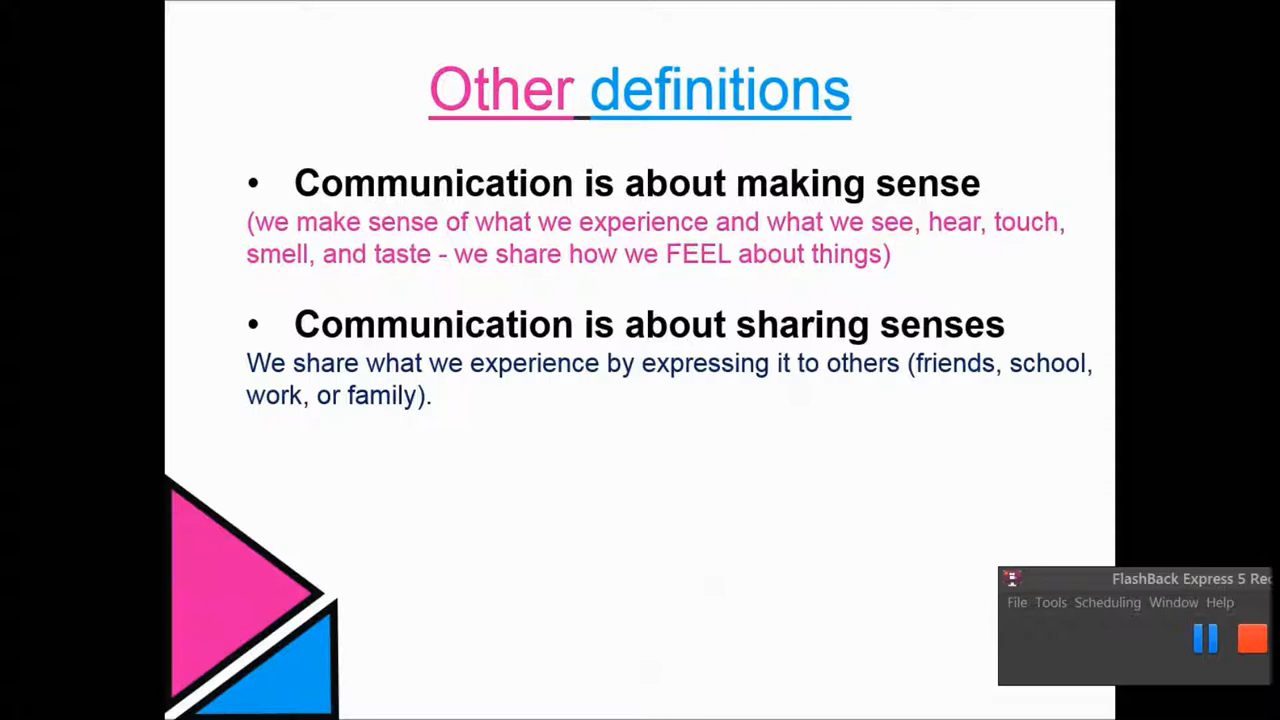 Other definitions
• Communication is about making sense
(we make sense of what we experience and what we see, hear, touch,
smell, and taste - we share how we FEEL about things)
• Communication is about sharing senses
We share what we experience by expressing it to others (friends, school,
work, or family).
FlashBack Express 5 Rec
File Tools Scheduling Window Help